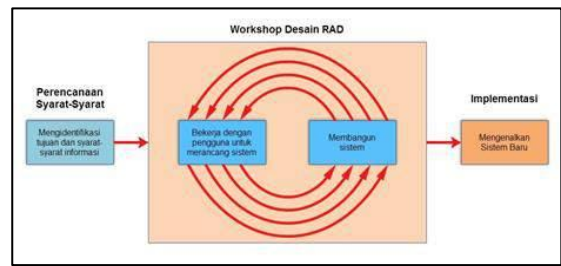 Workshop Desain RAD
Perencanaan
Syarat-Syarat
Mengidentifikasi
tujuan dan syarat-
syarat informasi
Bekerja dengan
pengguna untuk
merancang sistem
Membangun
sistem
Implementasi
Mengenalkan
Sistem Baru